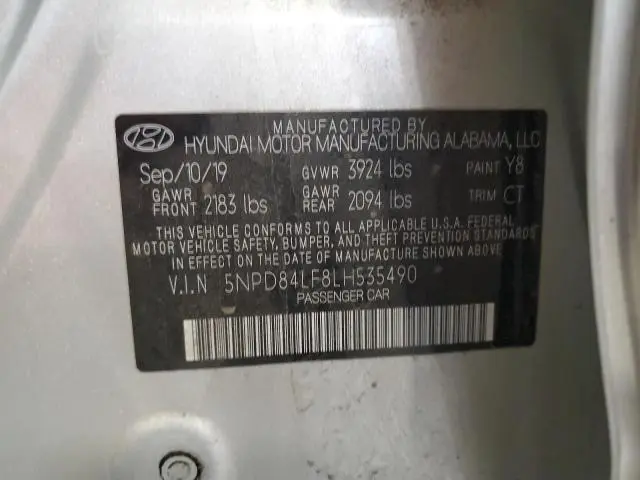 MANUFACTURED BY
HYUNDAI MOTOR MANUFACTURING ALABAMA, LLC
Sep/10/19 GVWR 3924 lbs PAINT Y8
GAWR FRONT 2183 lbs GAWR REAR 2094 lbs TRIM CT
THIS VEHICLE CONFORMS TO ALL APPLICABLE U.S.A. FEDERAL
MOTOR VEHICLE SAFETY, BUMPER, AND THEFT PREVENTION STANDARDS
IN EFFECT ON THE DATE OF MANUFACTURE SHOWN ABOVE
V.I.N 5NPD84LF8LH535490
PASSENGER CAR